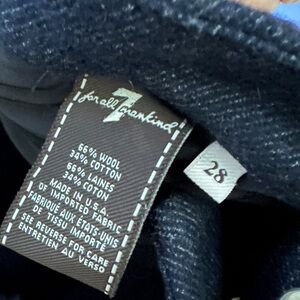 7
for all mankind
66% WOOL
34% COTTON
66% LAINES
34% COTON
MADE IN U.S.A.
OF IMPORTED FABRIC
FABRIQUÉ AUX ÉTATS UNIS
DE TISSU IMPORTÉE
SEE REVERSE FOR CARE
ENTRETIEN AU VERSO
28